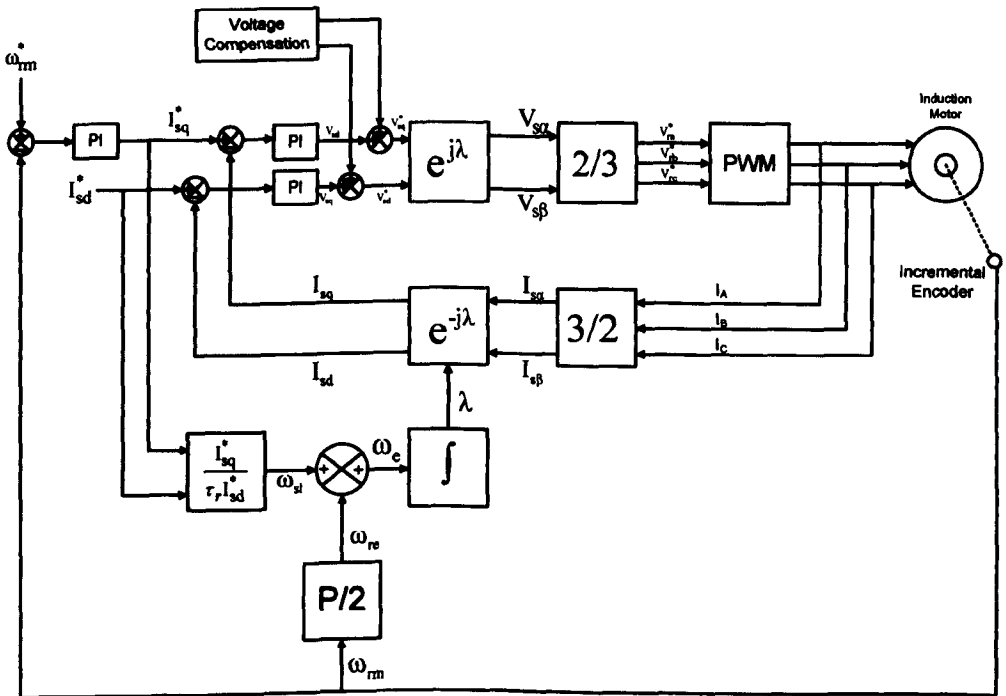 Voltage
Compensation
ω*rm
PI
I*sq
PI
V*sq
e^jλ
Vsα
2/3
V*ra
PWM
Induction
Motor
I*sd
PI
Vsq
V*sd
Vsβ
Incremental
Encoder
Isq
e^-jλ
Isα
3/2
IA
IB
IC
Isd
Isβ
λ
I*sq
τr I*sd
ωsl
+
+
ωe
∫
ωre
P/2
ωrm